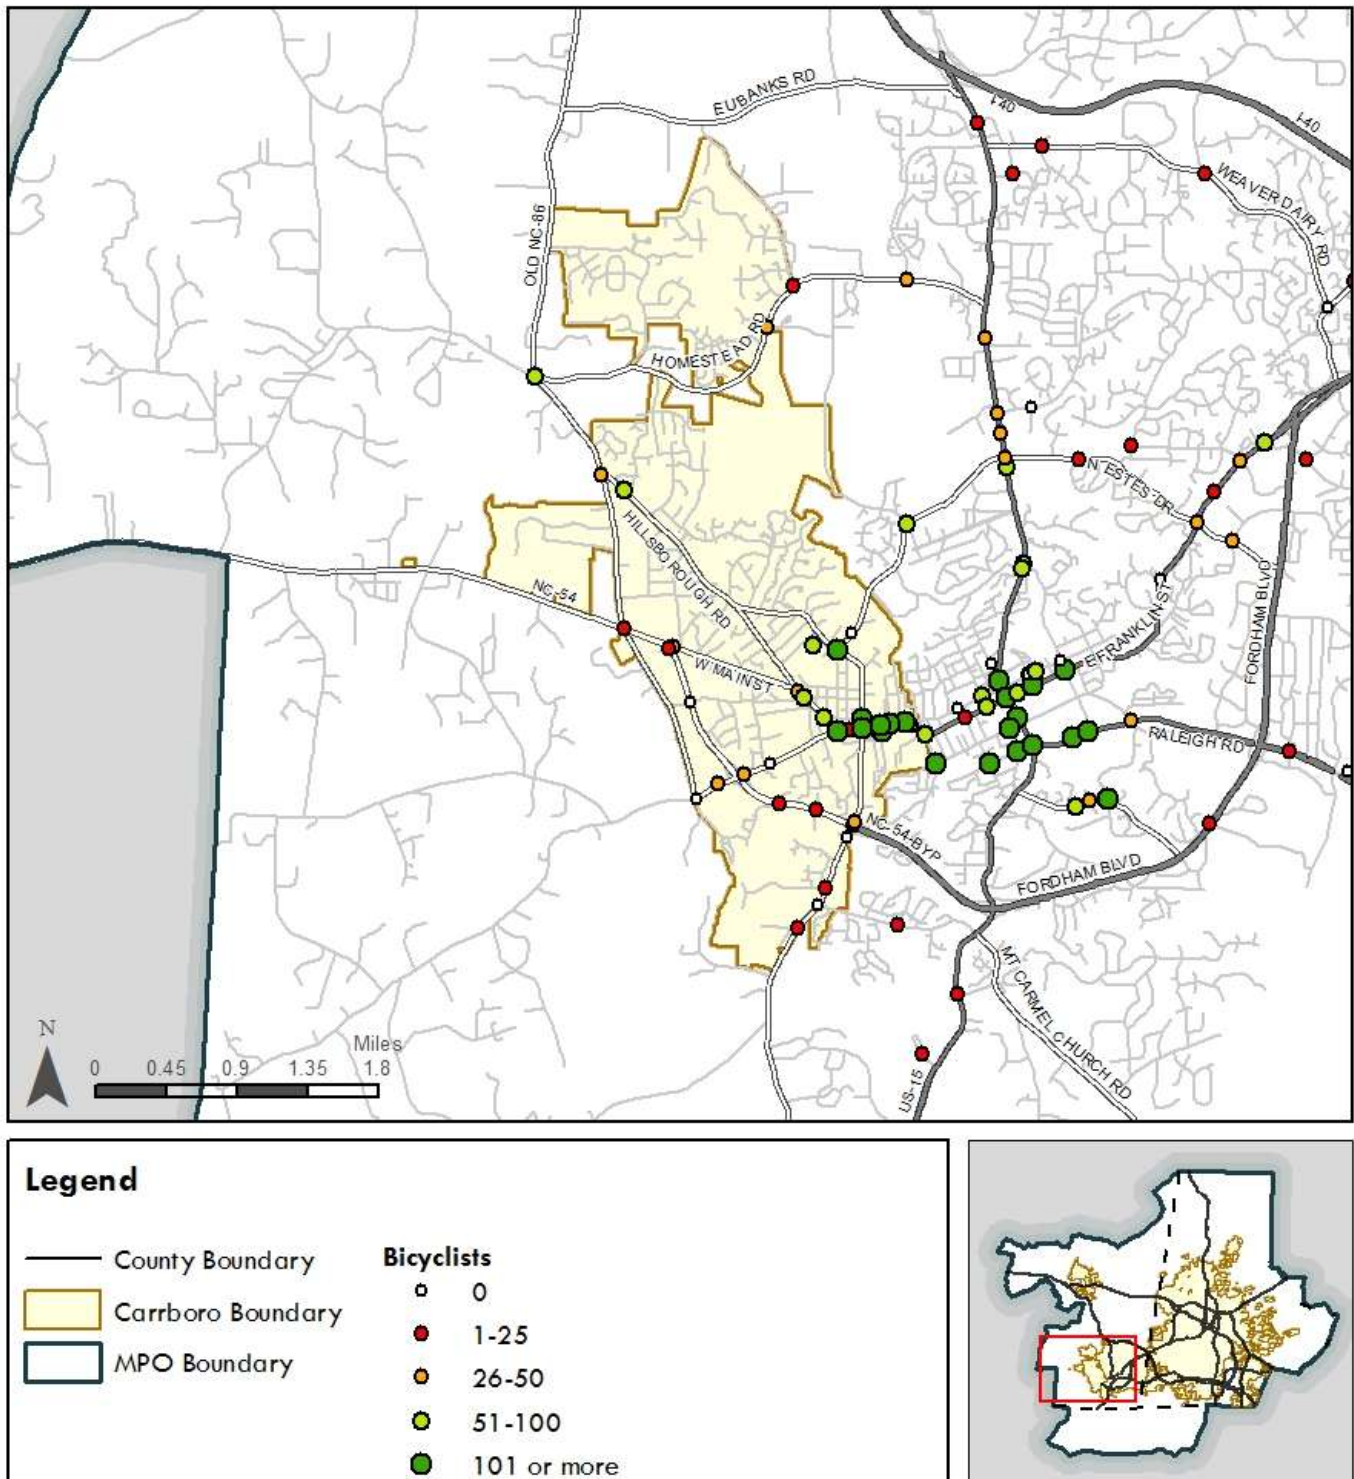 EUBANKS RD
I-40
I-40
WEAVER DAIRY RD
OLD NC-86
HOMESTEAD RD
N ESTES DR
HILLSBOROUGH RD
NC-54
W MAIN ST
E FRANKLIN ST
FORDHAM BLVD
RALEIGH RD
NC-54-BYP
FORDHAM BLVD
MT CARMEL CHURCH RD
US-15
N
Miles
0 0.45 0.9 1.35 1.8
Legend
County Boundary
Carrboro Boundary
MPO Boundary
Bicyclists
0
1-25
26-50
51-100
101 or more